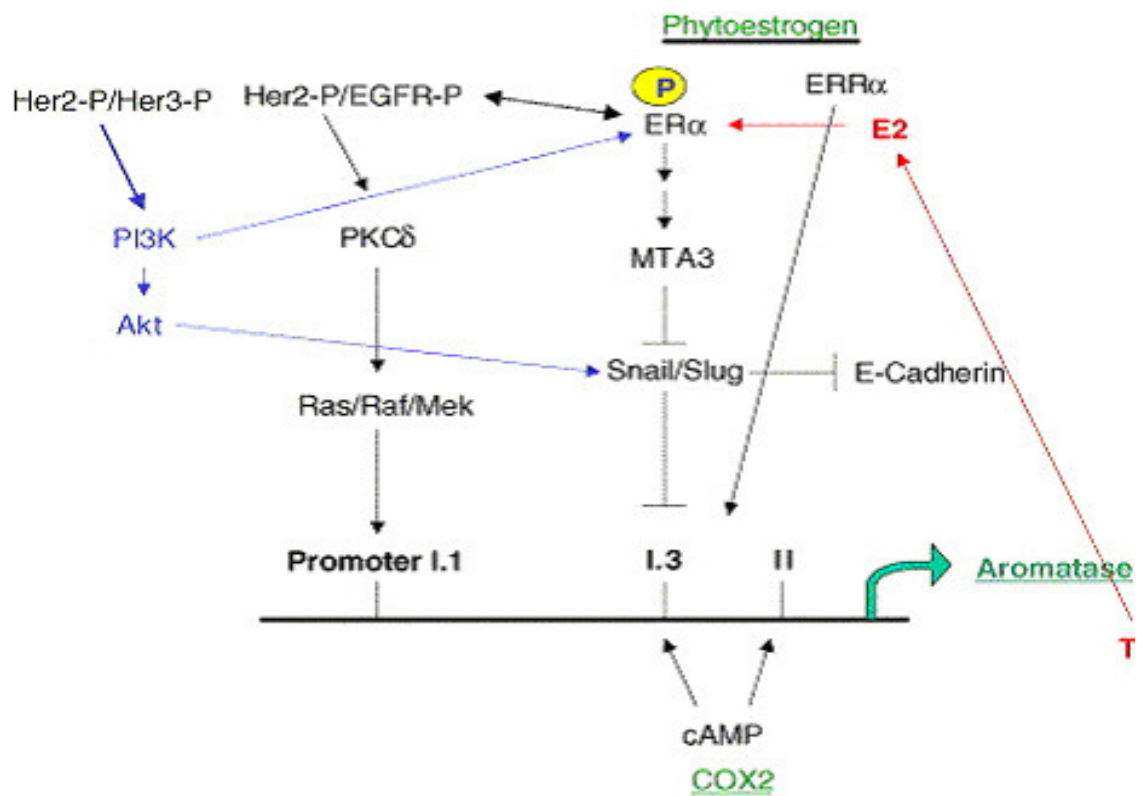 Phytoestrogen
Her2-P/Her3-P
Her2-P/EGFR-P
P
ERα
ERRα
E2
PI3K
PKCδ
MTA3
Akt
Snail/Slug
E-Cadherin
Ras/Raf/Mek
Promoter I.1
I.3
II
Aromatase
T
cAMP
COX2